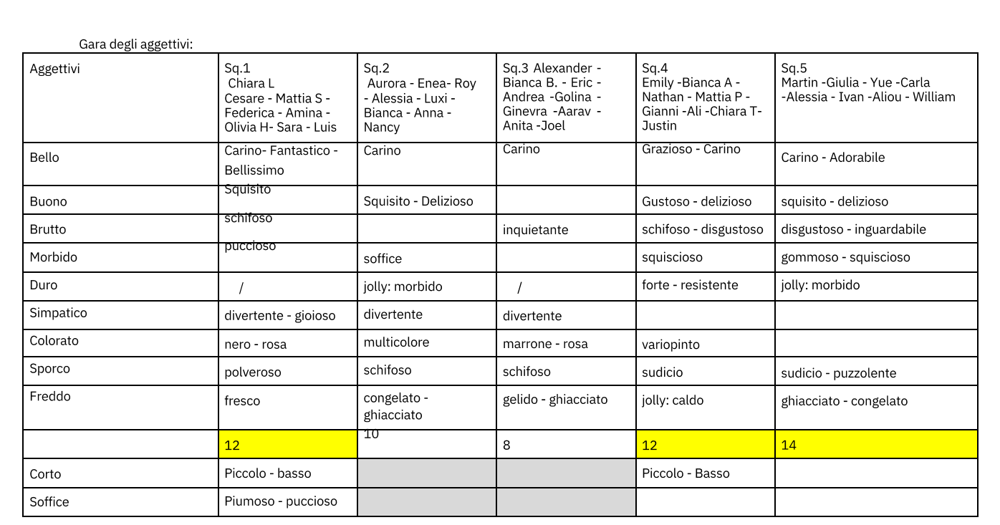 Gara degli aggettivi:
Aggettivi
Sq.1
Chiara L
Cesare - Mattia S -
Federica - Amina -
Olivia H- Sara - Luis
Sq.2
Aurora - Enea- Roy
- Alessia - Luxi -
Bianca - Anna -
Nancy
Sq.3 Alexander -
Bianca B. - Eric -
Andrea -Golina -
Ginevra -Aarav -
Anita -Joel
Sq.4
Emily -Bianca A -
Nathan - Mattia P -
Gianni -Ali -Chiara T-
Justin
Sq.5
Martin -Giulia - Yue -Carla
-Alessia - Ivan -Aliou - William
Bello
Carino- Fantastico -
Bellissimo
Carino
Carino
Grazioso - Carino
Carino - Adorabile
Buono
Squisito
Squisito - Delizioso
Gustoso - delizioso
squisito - delizioso
Brutto
schifoso
inquietante
schifoso - disgustoso
disgustoso - inguardabile
Morbido
puccioso
soffice
squiscioso
gommoso - squiscioso
Duro
/
jolly: morbido
/
forte - resistente
jolly: morbido
Simpatico
divertente - gioioso
divertente
divertente
Colorato
nero - rosa
multicolore
marrone - rosa
variopinto
Sporco
polveroso
schifoso
schifoso
sudicio
sudicio - puzzolente
Freddo
fresco
congelato -
ghiacciato
gelido - ghiacciato
jolly: caldo
ghiacciato - congelato
12
10
8
12
14
Corto
Piccolo - basso
Piccolo - Basso
Soffice
Piumoso - puccioso